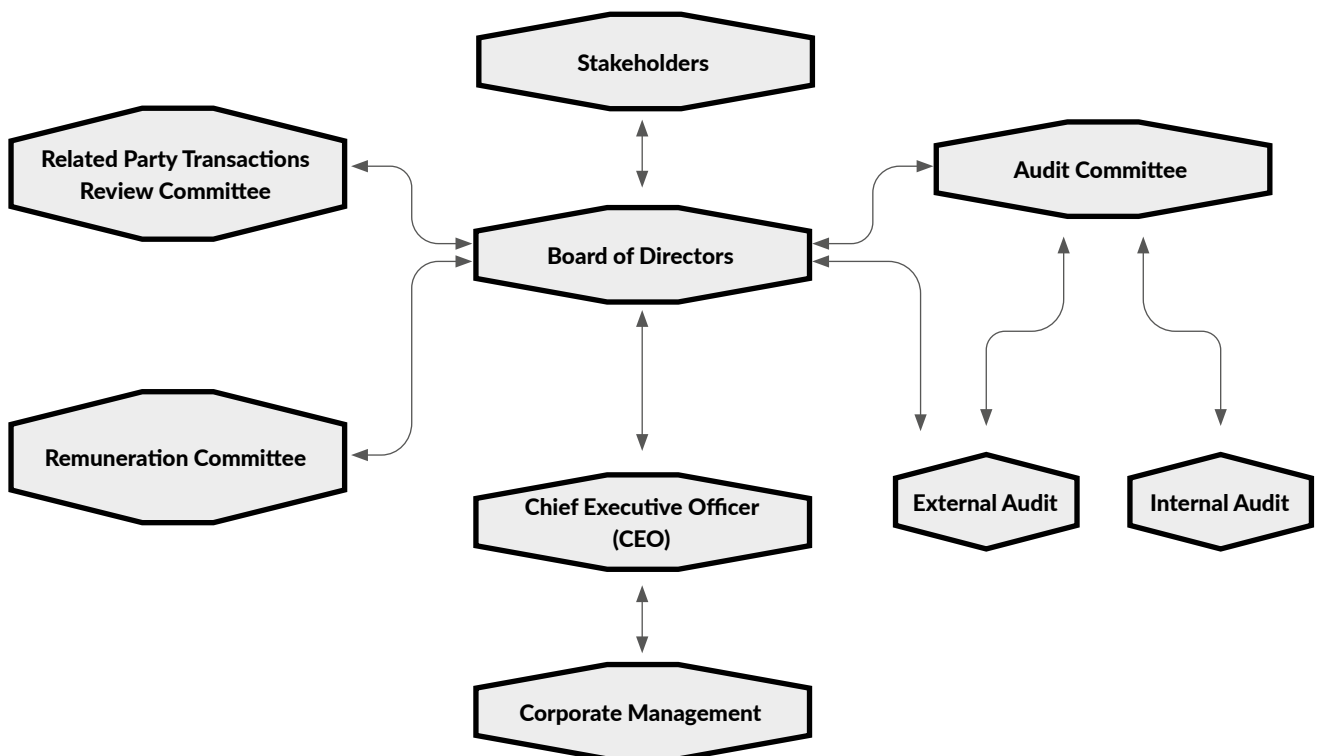 Stakeholders
Related Party Transactions
Review Committee
Audit Committee
Board of Directors
Remuneration Committee
Chief Executive Officer
(CEO)
External Audit
Internal Audit
Corporate Management